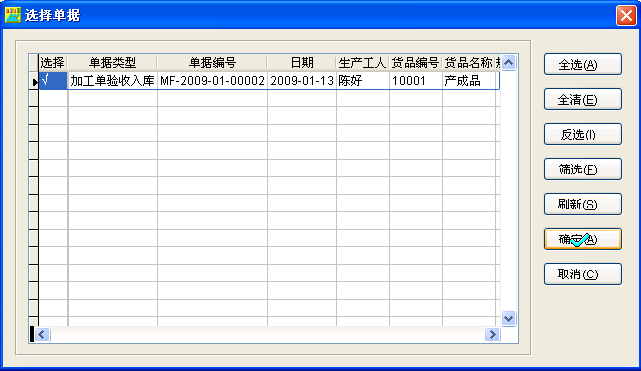 选择单据
选择 单据类型 单据编号 日期 生产工人 货品编号 货品名称
√ 加工单验收入库 MF-2009-01-00002 2009-01-13 陈好 10001 产成品
全选(A)
全清(E)
反选(I)
筛选(F)
刷新(S)
确定(A)
取消(C)